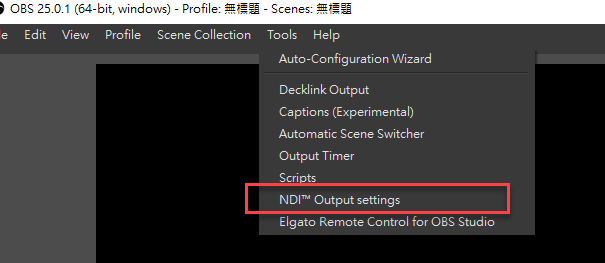 OBS 25.0.1 (64-bit, windows) - Profile: 無標題 - Scenes: 無標題
Edit View Profile Scene Collection Tools Help
Auto-Configuration Wizard
Decklink Output
Captions (Experimental)
Automatic Scene Switcher
Output Timer
Scripts
NDI™ Output settings
Elgato Remote Control for OBS Studio